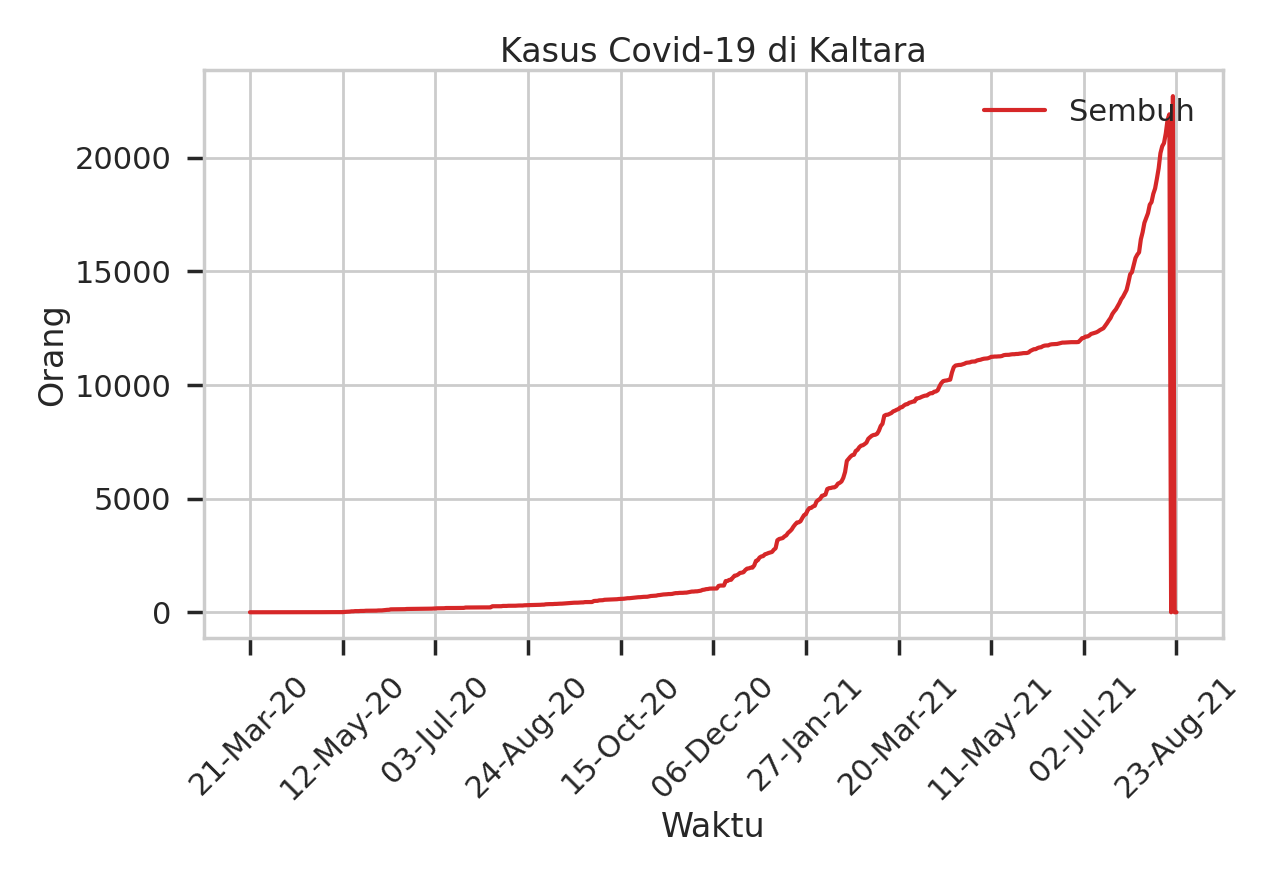 Kasus Covid-19 di Kaltara
Sembuh
Orang
20000
15000
10000
5000
0
21-Mar-20
12-May-20
03-Jul-20
24-Aug-20
15-Oct-20
06-Dec-20
27-Jan-21
20-Mar-21
11-May-21
02-Jul-21
23-Aug-21
Waktu